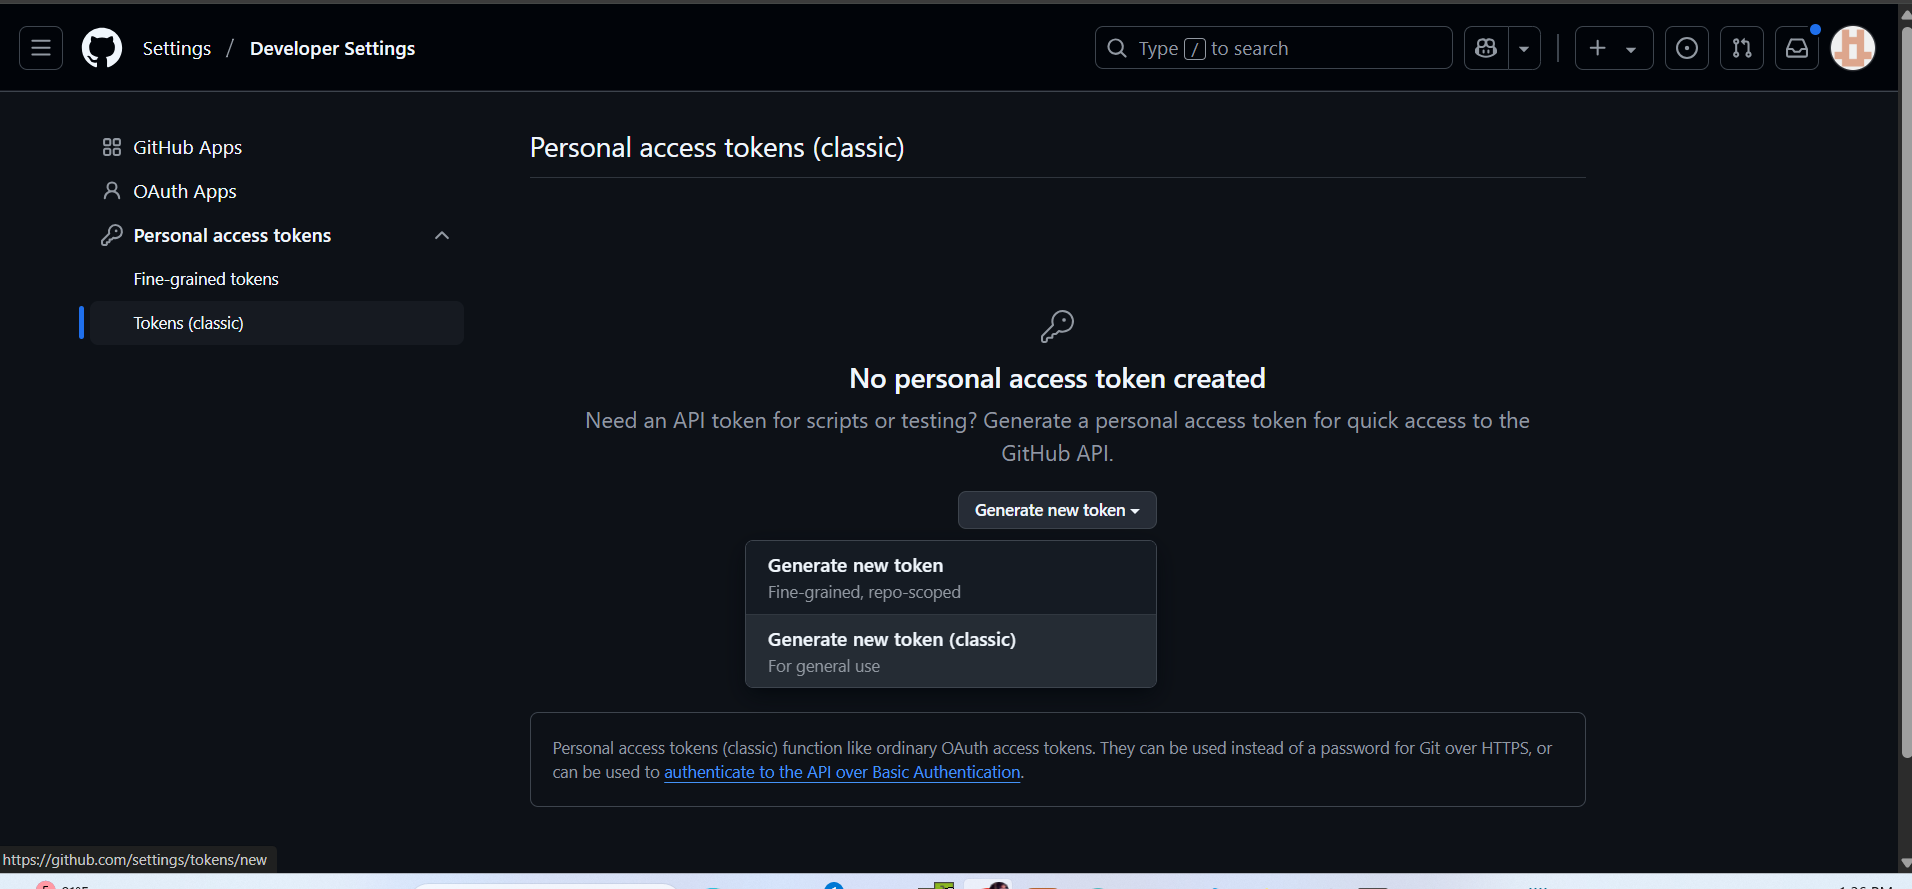 Settings / Developer Settings
Type / to search
GitHub Apps
OAuth Apps
Personal access tokens
Fine-grained tokens
Tokens (classic)
Personal access tokens (classic)
No personal access token created
Need an API token for scripts or testing? Generate a personal access token for quick access to the
GitHub API.
Generate new token
Generate new token
Fine-grained, repo-scoped
Generate new token (classic)
For general use
Personal access tokens (classic) function like ordinary OAuth access tokens. They can be used instead of a password for Git over HTTPS, or
can be used to authenticate to the API over Basic Authentication.
https://github.com/settings/tokens/new